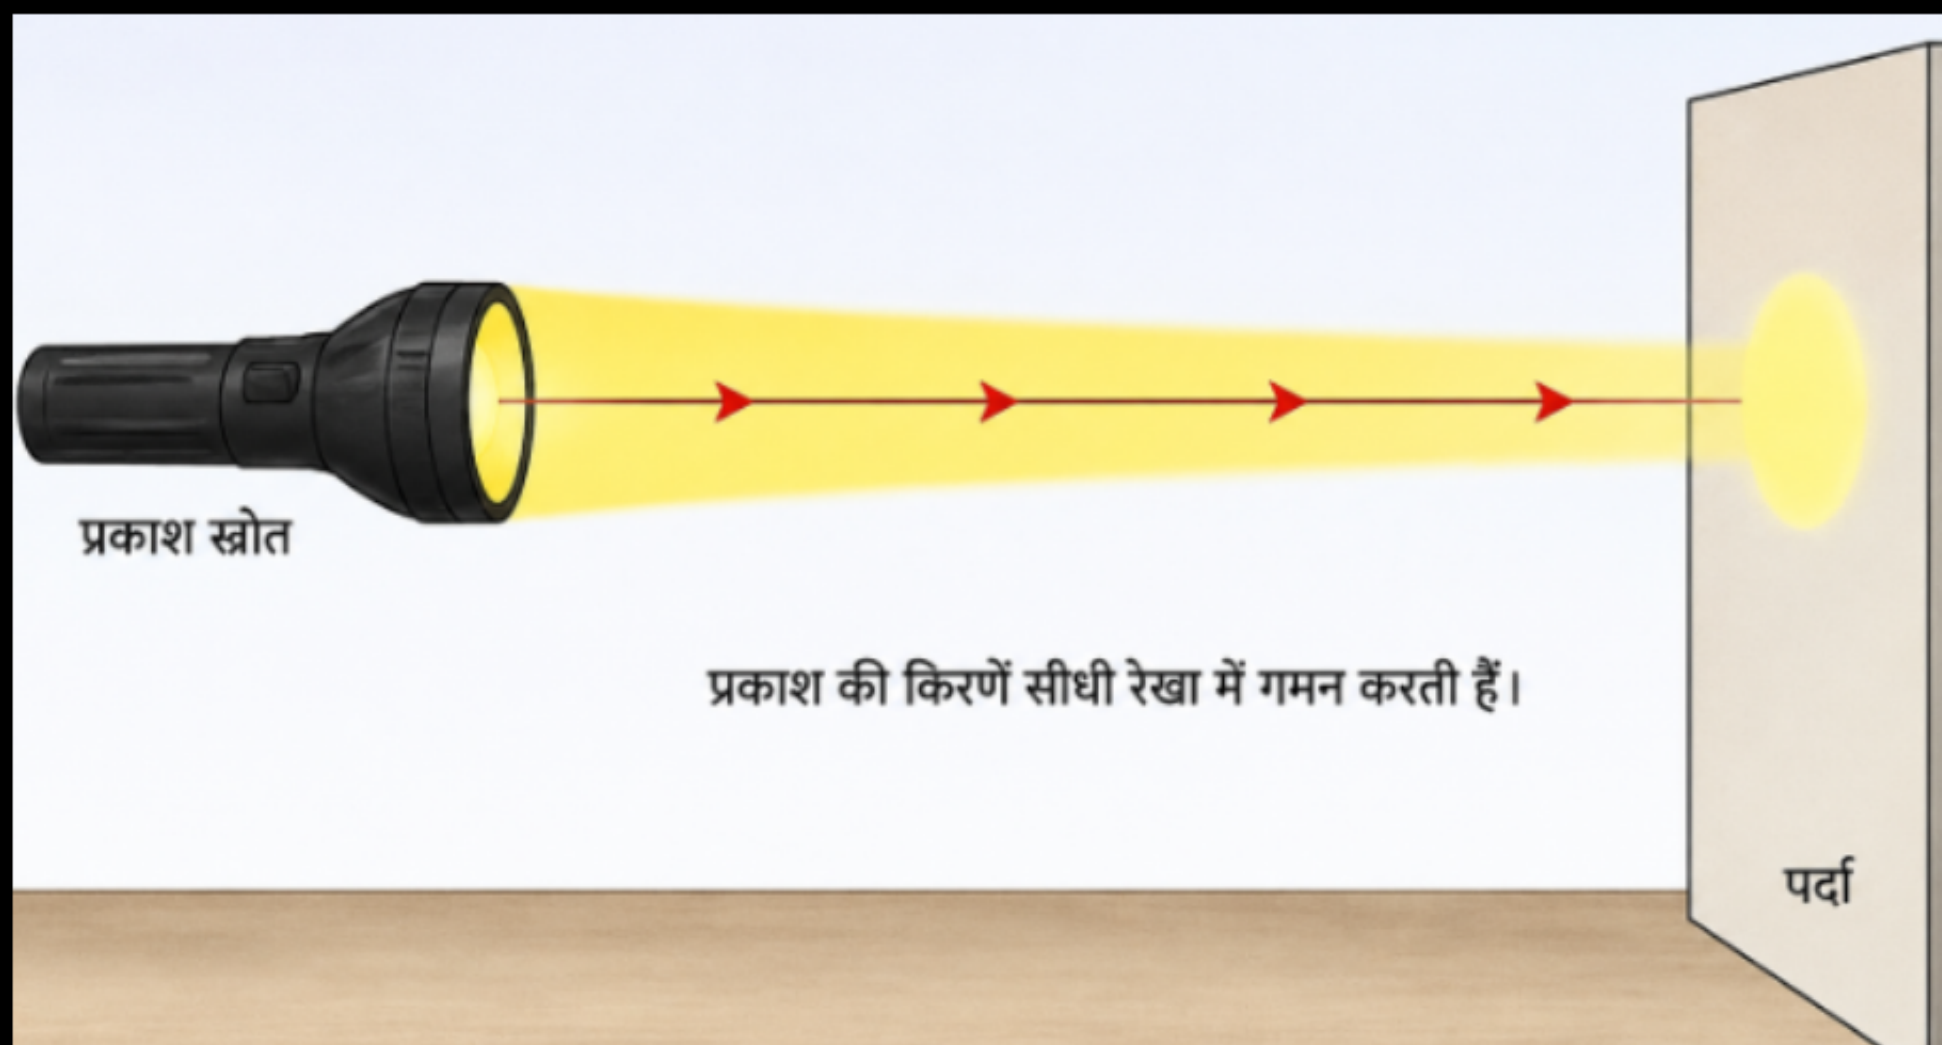 प्रकाश स्रोत
प्रकाश की किरणें सीधी रेखा में गमन करती हैं।
पर्दा